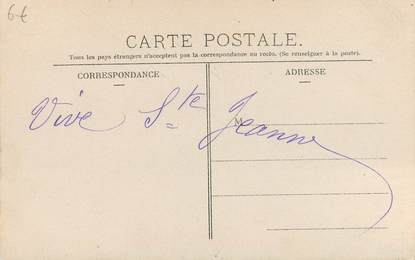 6€
CARTE POSTALE.
Tous les pays étrangers n'acceptent pas la correspondance au recto. (Se renseigner à la poste).
CORRESPONDANCE
ADRESSE
Vive Ste Jeanne
M